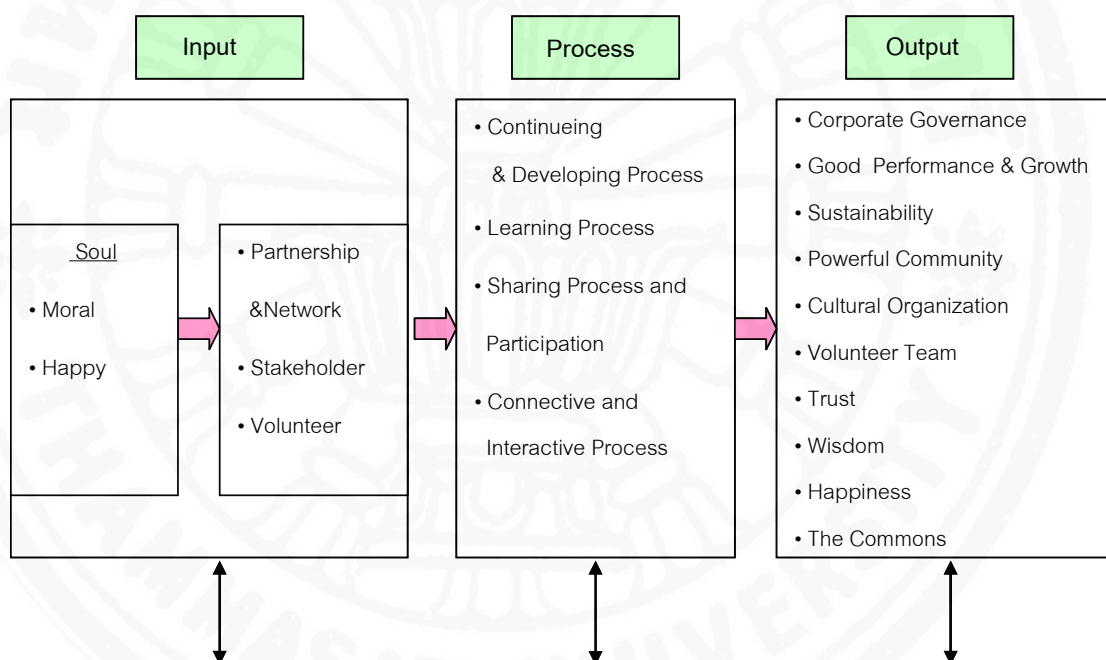 Input
Process
Output
Soul
• Moral
• Happy
• Partnership
&Network
• Stakeholder
• Volunteer
• Continueing
& Developing Process
• Learning Process
• Sharing Process and
Participation
• Connective and
Interactive Process
• Corporate Governance
• Good Performance & Growth
• Sustainability
• Powerful Community
• Cultural Organization
• Volunteer Team
• Trust
• Wisdom
• Happiness
• The Commons